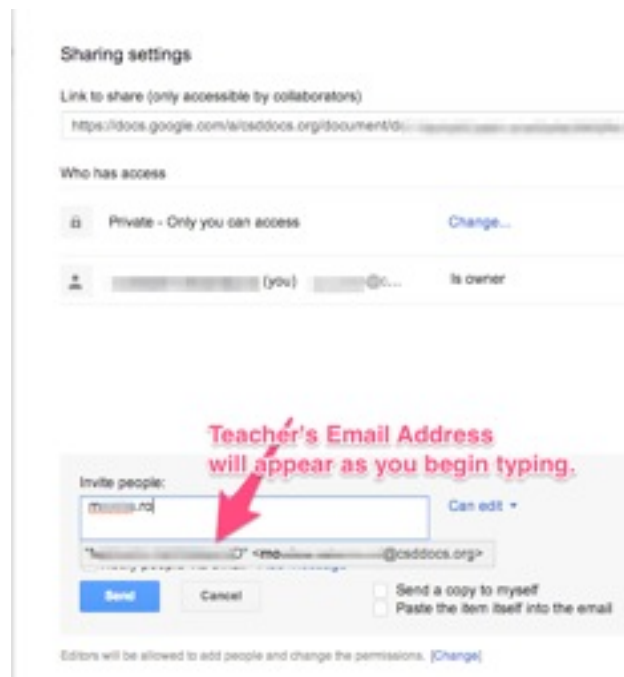 Sharing settings
Link to share (only accessible by collaborators)
https://docs.google.com/a/csddocs.org/document/d/
Who has access
Private - Only you can access Change...
(you) @c... Is owner
Teacher's Email Address
will appear as you begin typing.
Invite people:
m .ro Can edit
D" <mo @csddocs.org>
Send Cancel Send a copy to myself
Paste the item itself into the email
Editors will be allowed to add people and change the permissions. [Change]